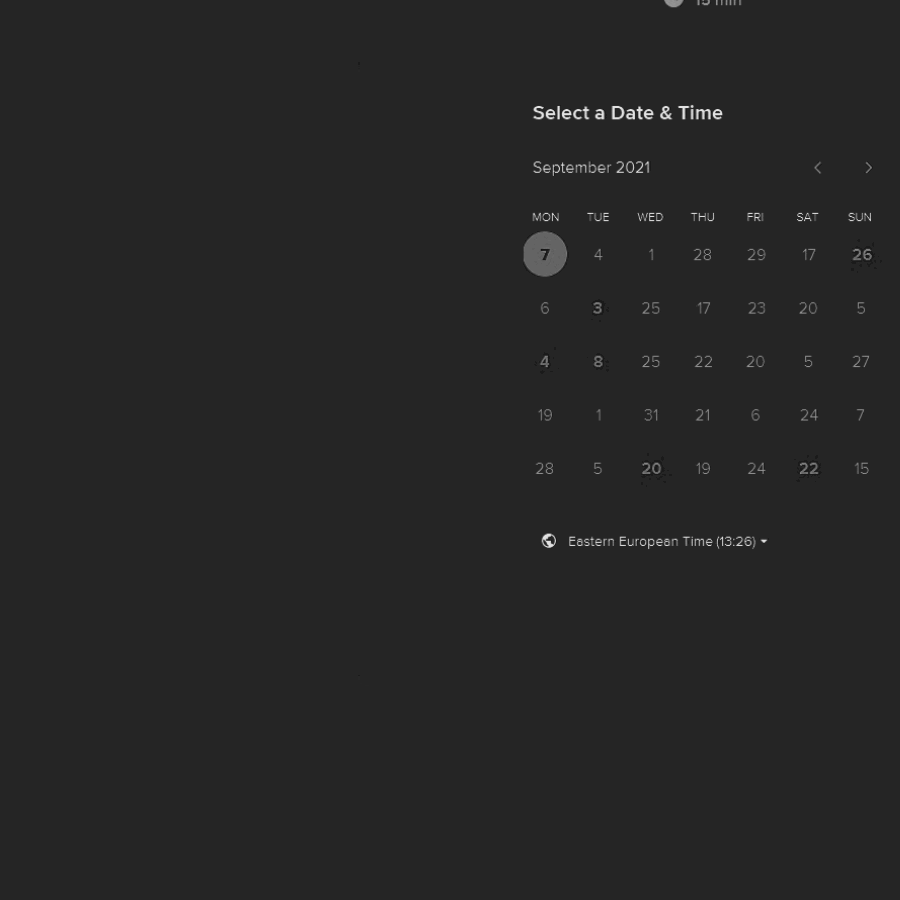 15 min
Select a Date & Time
September 2021
MON TUE WED THU FRI SAT SUN
7 4 1 28 29 17 26
6 3 25 17 23 20 5
4 8 25 22 20 5 27
19 1 31 21 6 24 7
28 5 20 19 24 22 15
Eastern European Time (13:26)